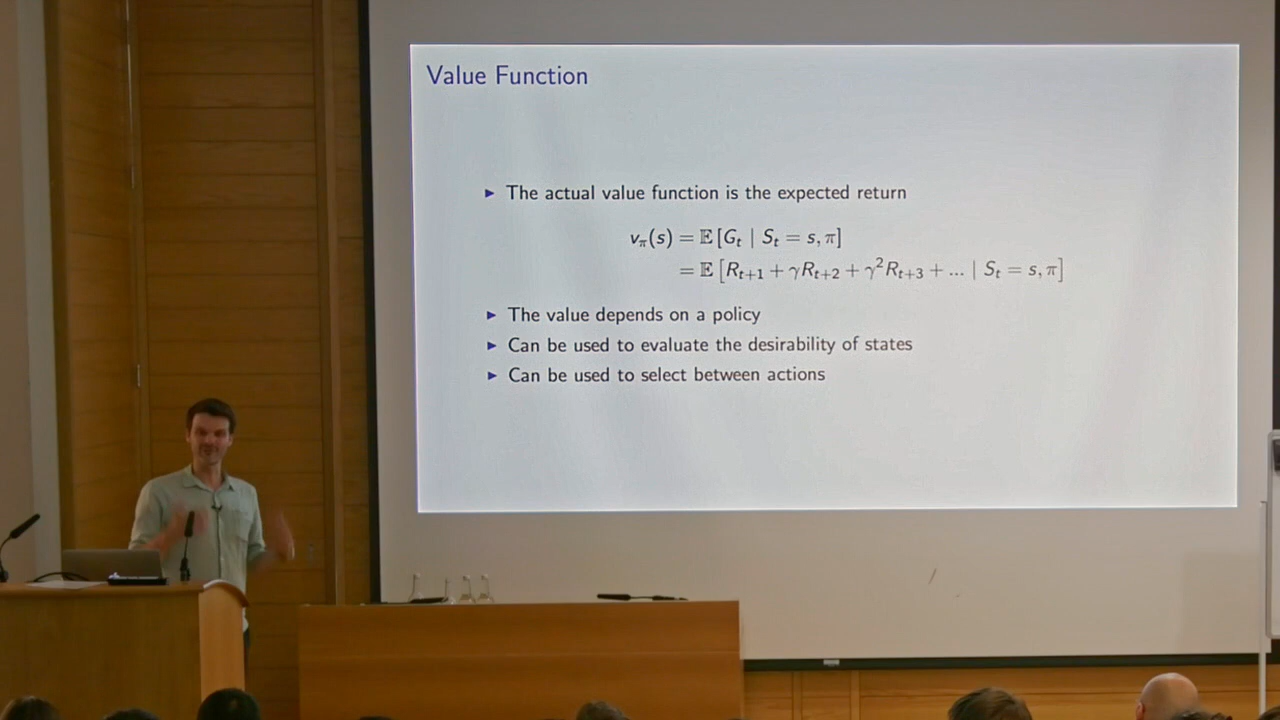 Value Function
▶ The actual value function is the expected return
vπ(s) = 𝔼 [Gt | St = s, π]
= 𝔼 [Rt+1 + γRt+2 + γ²Rt+3 + ... | St = s, π]
▶ The value depends on a policy
▶ Can be used to evaluate the desirability of states
▶ Can be used to select between actions